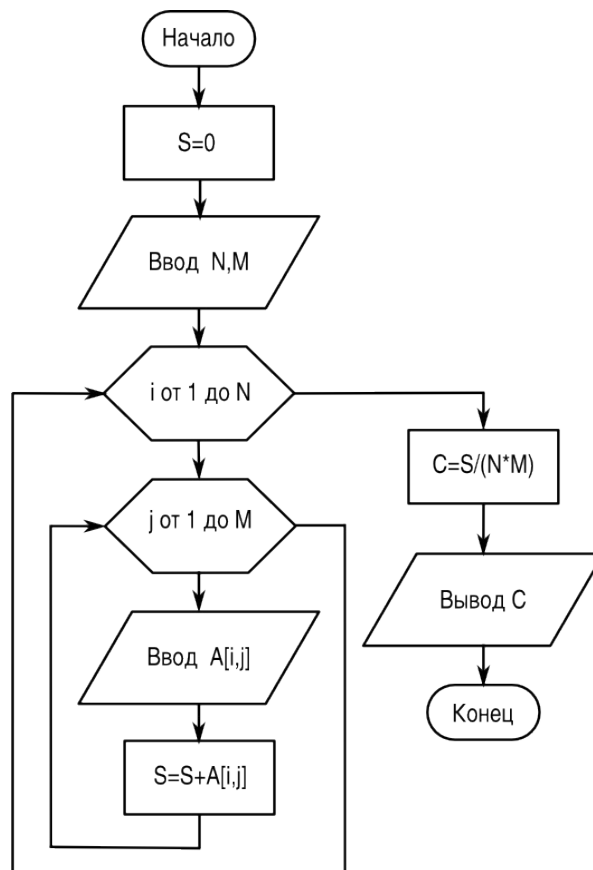 Начало
S=0
Ввод N,M
i от 1 до N
j от 1 до M
Ввод A[i,j]
S=S+A[i,j]
C=S/(N*M)
Вывод C
Конец